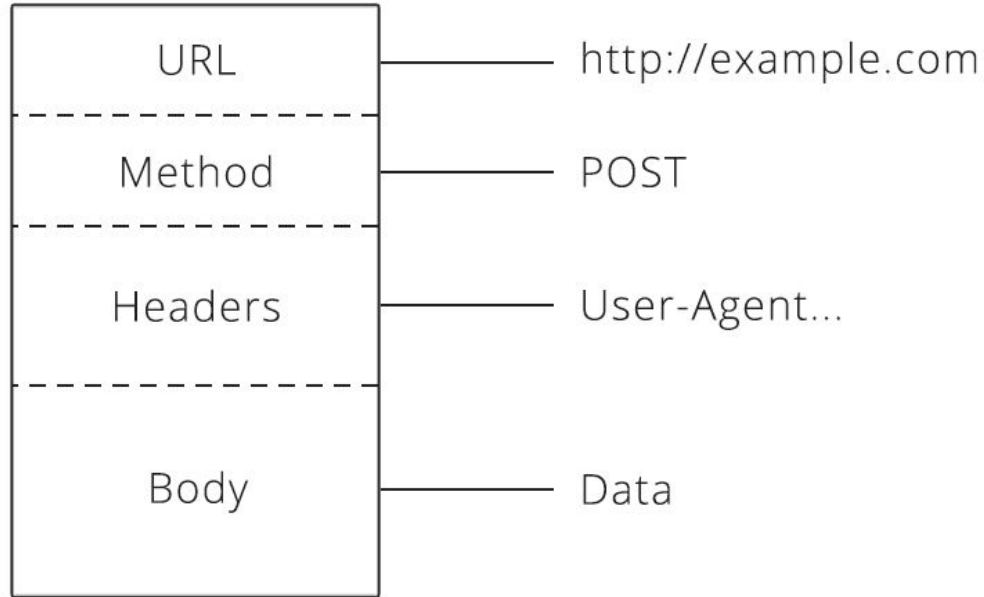 URL
http://example.com
Method
POST
Headers
User-Agent...
Body
Data